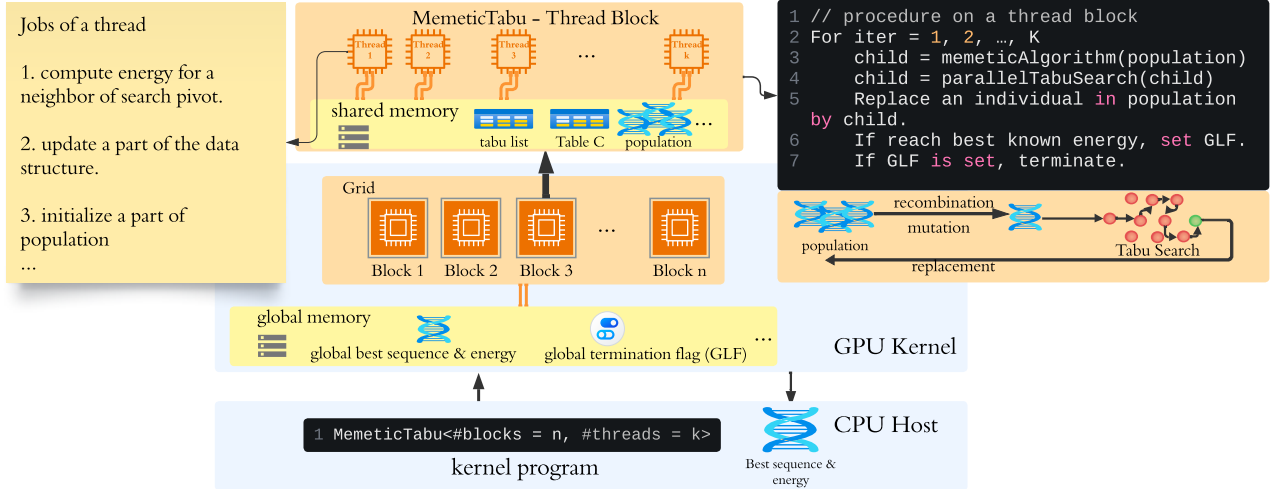 Jobs of a thread
1. compute energy for a
neighbor of search pivot.
2. update a part of the data
structure.
3. initialize a part of
population
...
MemeticTabu - Thread Block
Thread
1
Thread
2
Thread
3
...
Thread
k
shared memory
tabu list
Table C
population
...
1 // procedure on a thread block
2 For iter = 1, 2, …, K
3 child = memeticAlgorithm(population)
4 child = parallelTabuSearch(child)
5 Replace an individual in population
by child.
6 If reach best known energy, set GLF.
7 If GLF is set, terminate.
recombination
mutation
population
Tabu Search
replacement
Grid
...
Block 1
Block 2
Block 3
Block n
global memory
global best sequence & energy
global termination flag (GLF)
...
GPU Kernel
1 MemeticTabu<#blocks = n, #threads = k>
kernel program
CPU Host
Best sequence &
energy